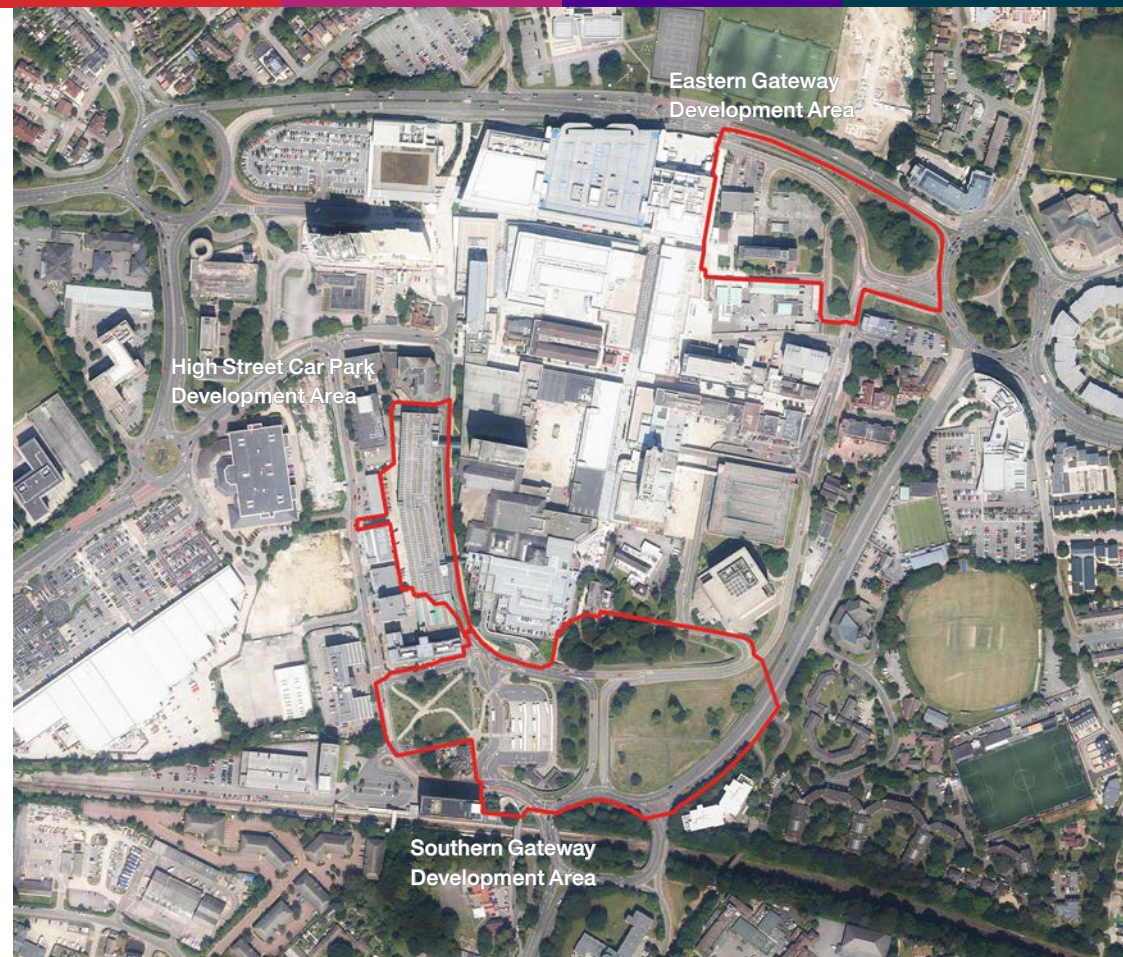 Eastern Gateway
Development Area
High Street Car Park
Development Area
Southern Gateway
Development Area